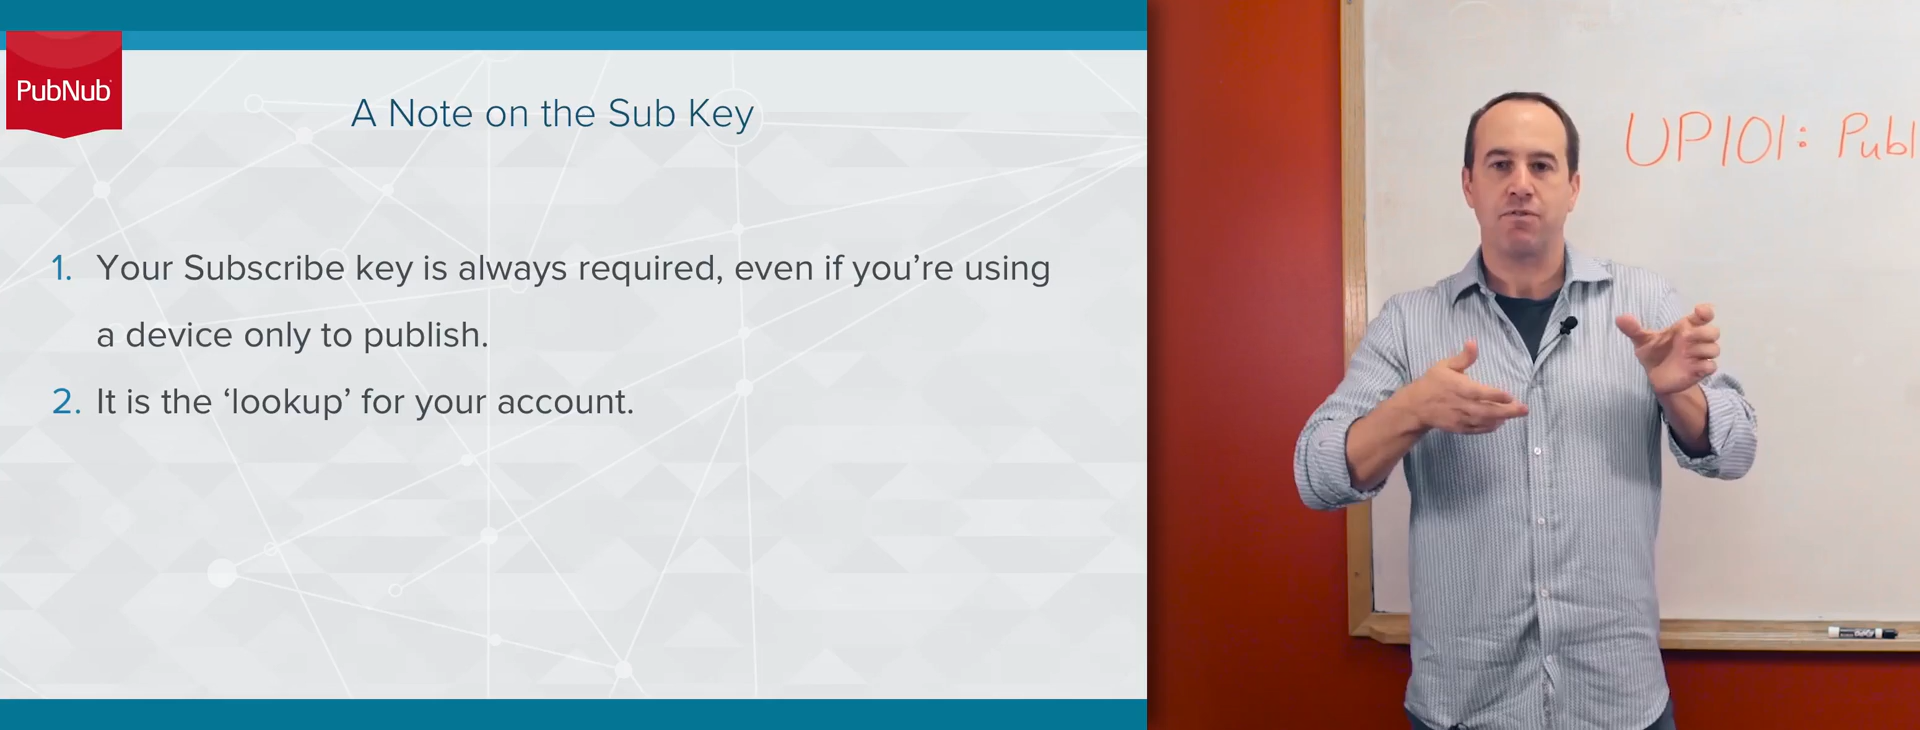 PubNub
A Note on the Sub Key
1. Your Subscribe key is always required, even if you’re using
a device only to publish.
2. It is the ‘lookup’ for your account.
UP101: Publ